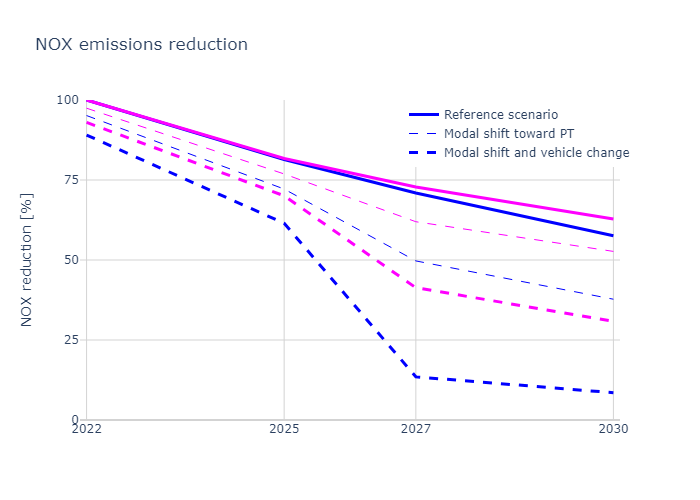 NOX emissions reduction
100
75
50
25
0
NOX reduction [%]
2022
2025
2027
2030
Reference scenario
Modal shift toward PT
Modal shift and vehicle change